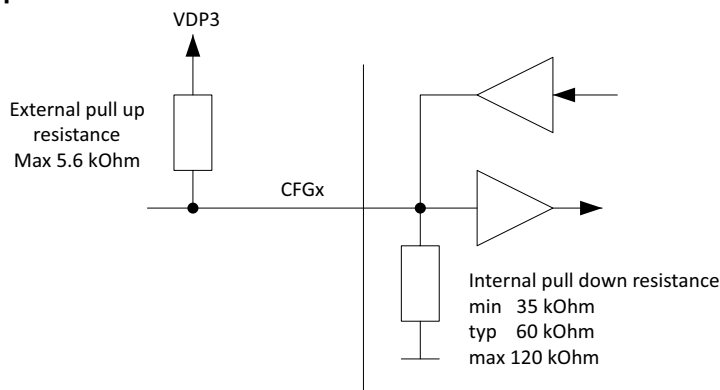 VDP3
External pull up
resistance
Max 5.6 kOhm
CFGx
Internal pull down resistance
min 35 kOhm
typ 60 kOhm
max 120 kOhm